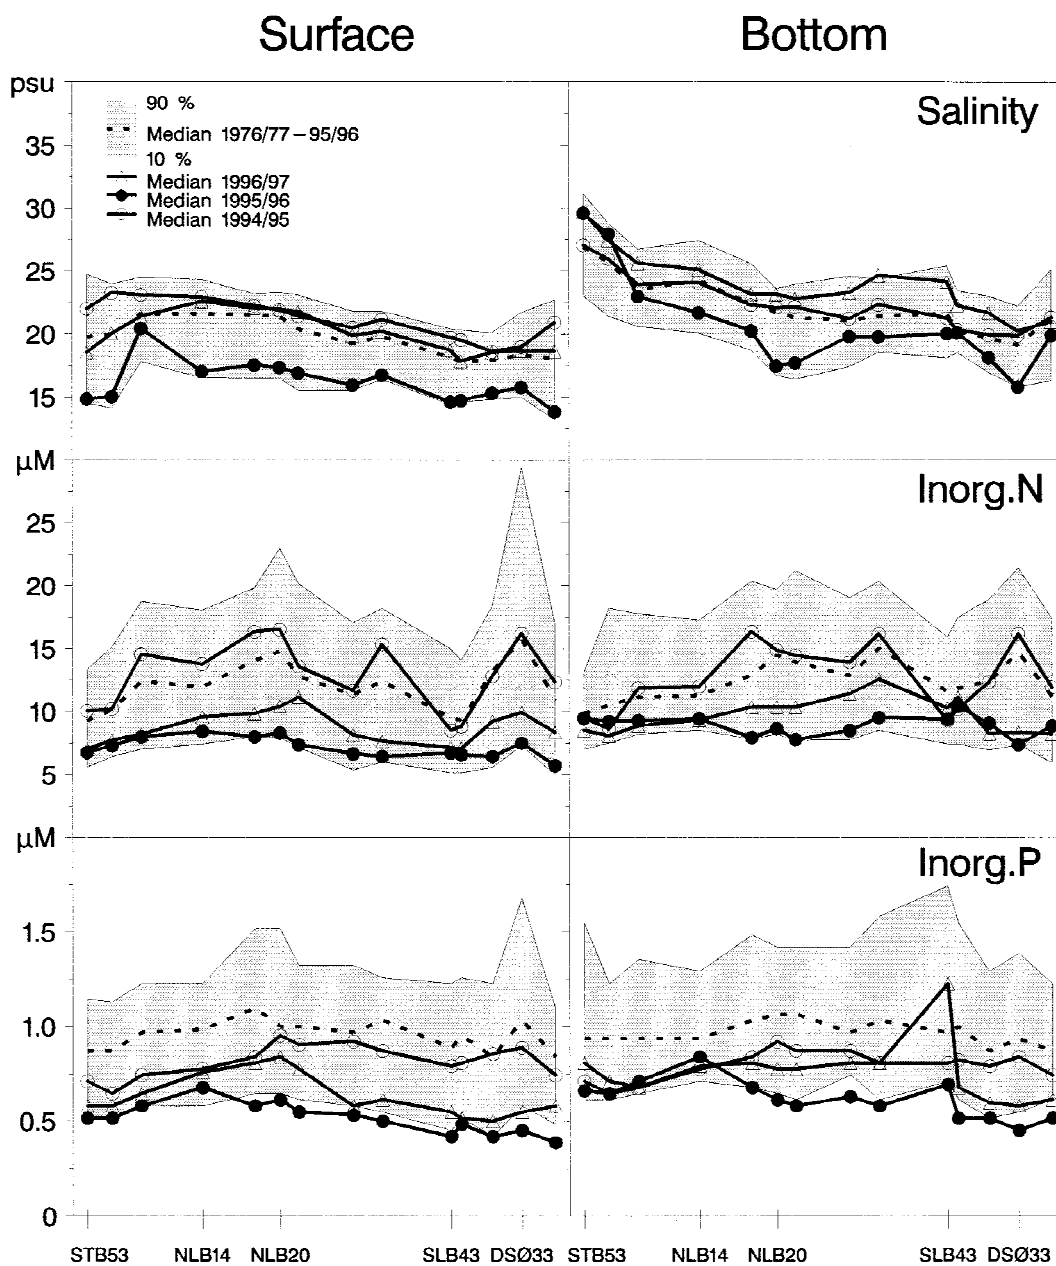 Surface Bottom
psu
Salinity
90 %
Median 1976/77-95/96
10 %
Median 1996/97
Median 1995/96
Median 1994/95
35
30
25
20
15
µM
Inorg.N
25
20
15
10
5
µM
Inorg.P
1.5
1.0
0.5
0
STB53 NLB14 NLB20 SLB43 DSØ33 STB53 NLB14 NLB20 SLB43 DSØ33